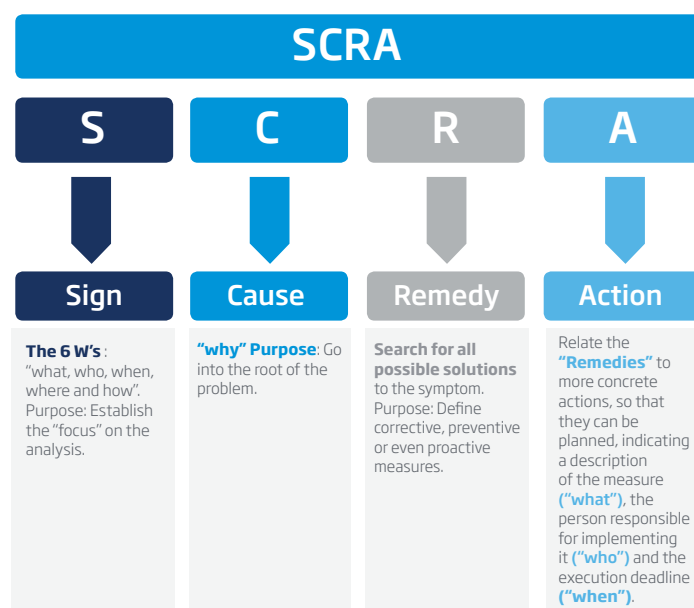 SCRA
S
C
R
A
Sign
Cause
Remedy
Action
The 6 W's :
“what, who, when,
where and how”.
Purpose: Establish
the “focus” on the
analysis.
“why” Purpose: Go
into the root of the
problem.
Search for all
possible solutions
to the symptom.
Purpose: Define
corrective, preventive
or even proactive
measures.
Relate the
“Remedies” to
more concrete
actions, so that
they can be
planned, indicating
a description
of the measure
(“what”), the
person responsible
for implementing
it (“who”) and the
execution deadline
(“when”).